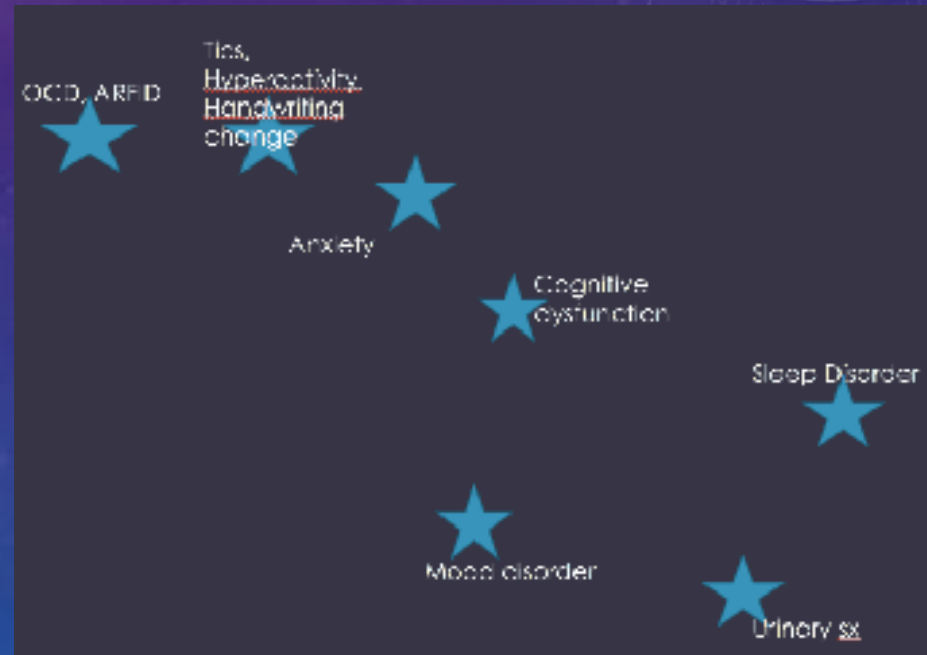 OCD, ARFID
Tics,
Hyperactivity
Handwriting
change
Anxiety
Cognitive
dysfunction
Sleep Disorder
Mood disorder
Urinary sx